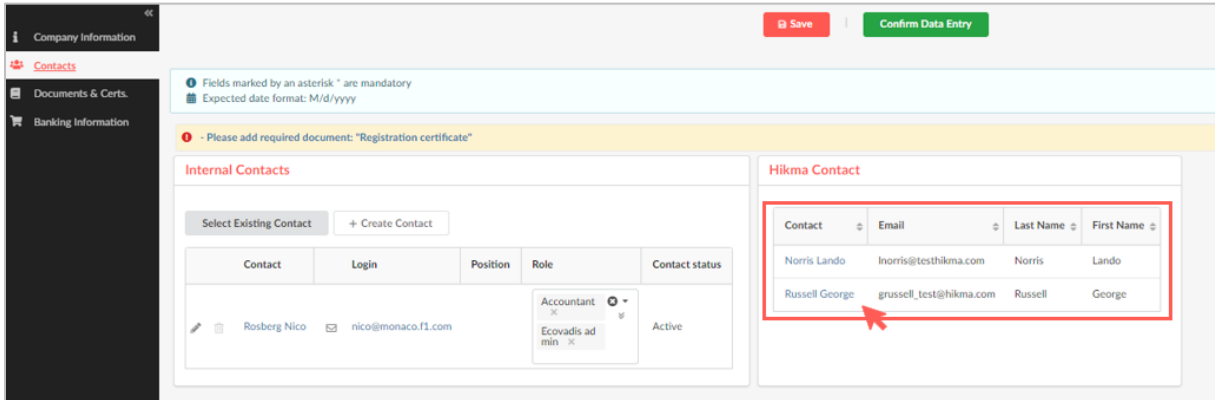 Save
Confirm Data Entry
Company Information
Contacts
Documents & Certs.
Banking Information
Fields marked by an asterisk * are mandatory
Expected date format: M/d/yyyy
- Please add required document: "Registration certificate"
Internal Contacts
Select Existing Contact
+ Create Contact
Contact Login Position Role Contact status
Rosberg Nico nico@monaco.f1.com Accountant × Active
Ecovadis ad
min ×
Hikma Contact
Contact Email Last Name First Name
Norris Lando lnorris@testhikma.com Norris Lando
Russell George grussell_test@hikma.com Russell George